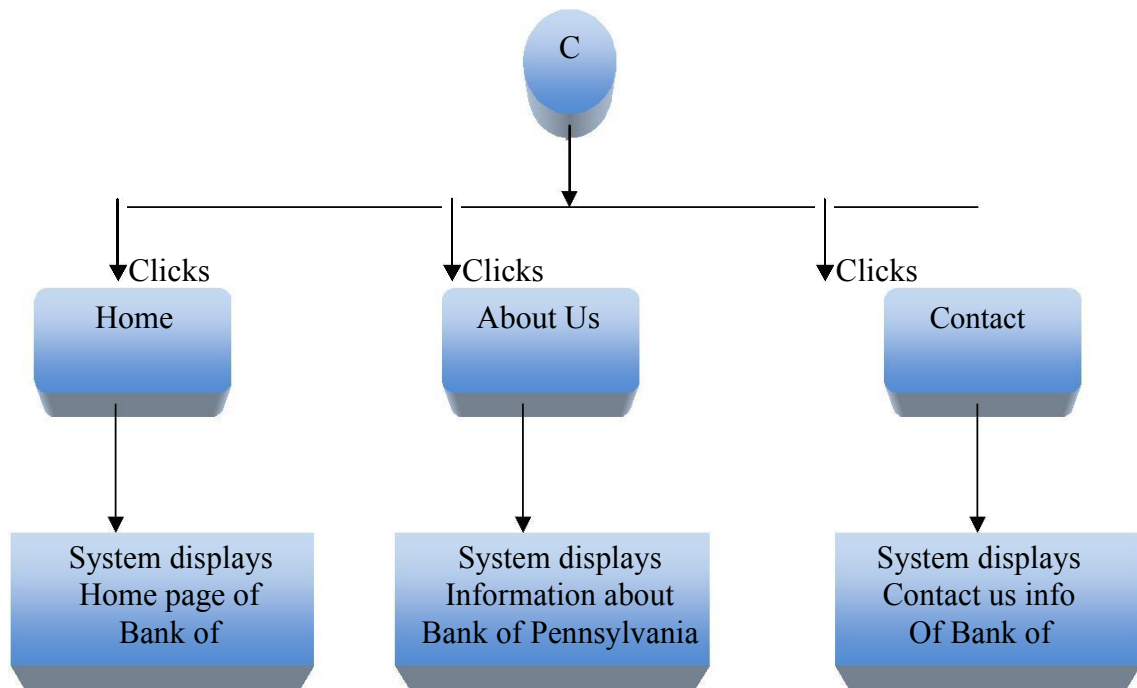 C
Clicks
Clicks
Clicks
Home
About Us
Contact
System displays
Home page of
Bank of
System displays
Information about
Bank of Pennsylvania
System displays
Contact us info
Of Bank of